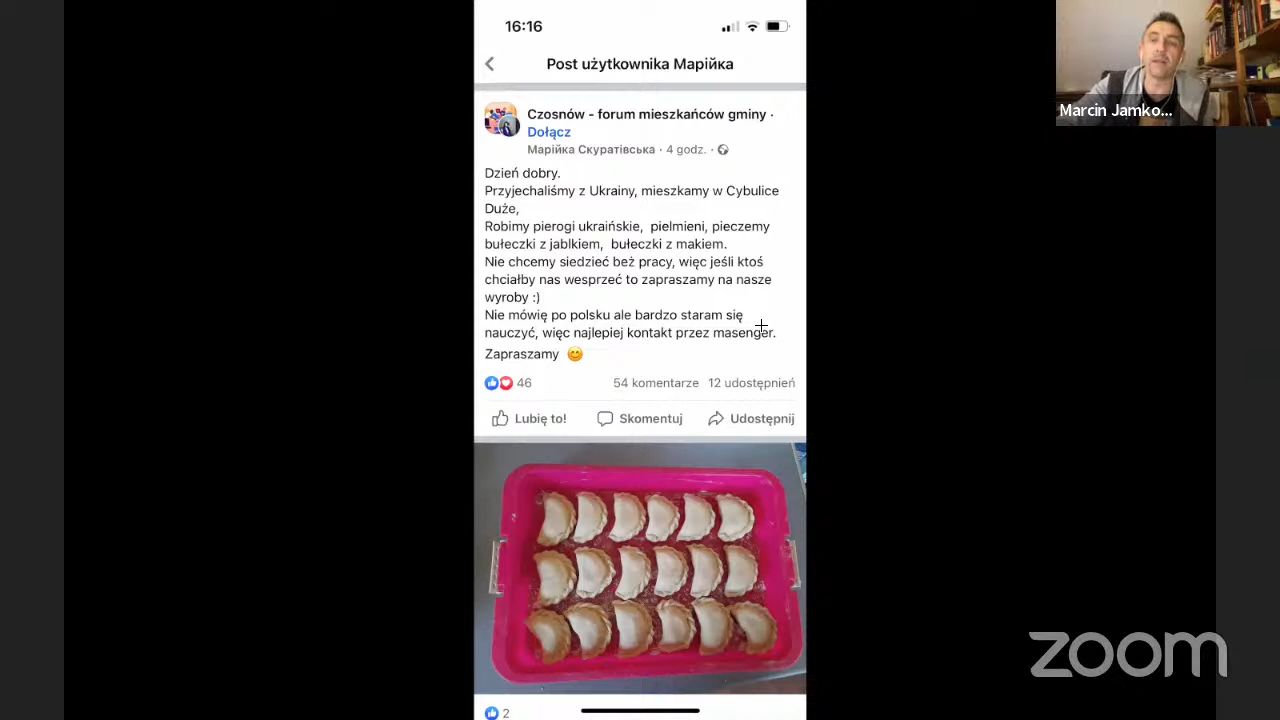 16:16
Post użytkownika Марійка
Czosnów - forum mieszkańców gminy ·
Dołącz
Марійка Скуратівська · 4 godz. ·
Dzień dobry.
Przyjechaliśmy z Ukrainy, mieszkamy w Cybulice
Duże,
Robimy pierogi ukraińskie, pielmieni, pieczemy
bułeczki z jablkiem, bułeczki z makiem.
Nie chcemy siedzieć beż pracy, więc jeśli ktoś
chciałby nas wesprzeć to zapraszamy na nasze
wyroby :)
Nie mówię po polsku ale bardzo staram się
nauczyć, więc najlepiej kontakt przez masenger.
Zapraszamy 😊
46 54 komentarze 12 udostępnień
Lubię to! Skomentuj Udostępnij
2
Marcin Jamko...
zoom